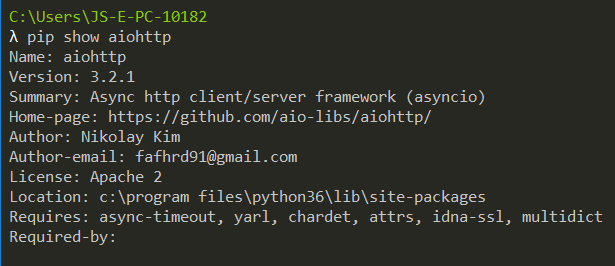 C:\Users\JS-E-PC-10182
λ pip show aiohttp
Name: aiohttp
Version: 3.2.1
Summary: Async http client/server framework (asyncio)
Home-page: https://github.com/aio-libs/aiohttp/
Author: Nikolay Kim
Author-email: fafhrd91@gmail.com
License: Apache 2
Location: c:\program files\python36\lib\site-packages
Requires: async-timeout, yarl, chardet, attrs, idna-ssl, multidict
Required-by: